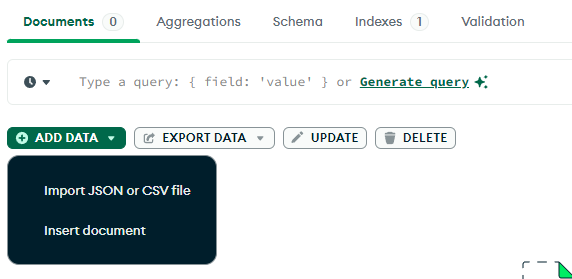 Documents 0 Aggregations Schema Indexes 1 Validation
Type a query: { field: 'value' } or Generate query
ADD DATA EXPORT DATA UPDATE DELETE
Import JSON or CSV file
Insert document